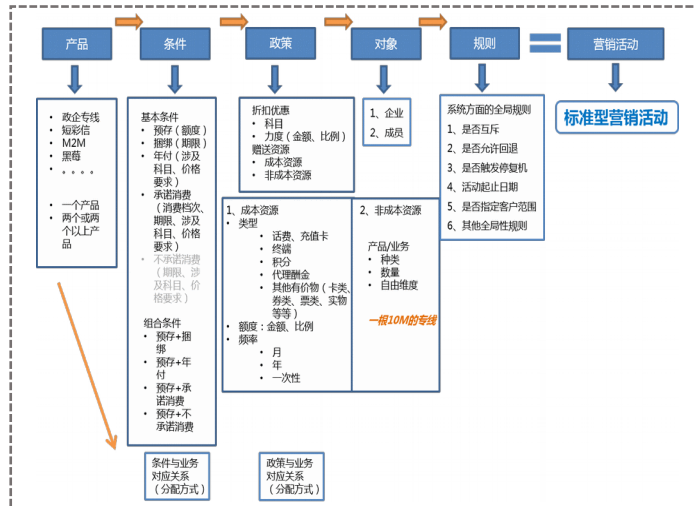 产品
条件
政策
对象
规则
营销活动
• 政企专线
• 短彩信
• M2M
• 黑莓
• 。。。。
• 一个产品
• 两个或两
个以上产
品
基本条件
• 预存（额度）
• 捆绑（期限）
• 年付（涉及
科目、价格
要求）
• 承诺消费
（消费档次、
期限、涉及
科目、价格
要求）
• 不承诺消费
（期限、涉
及科目、价
格要求）
组合条件
• 预存+捆
绑
• 预存+年
付
• 预存+承
诺消费
• 预存+不
承诺消费
折扣优惠
• 科目
• 力度（金额、比例）
赠送资源
• 成本资源
• 非成本资源
1、企业
2、成员
系统方面的全局规则
1、是否互斥
2、是否允许回退
3、是否触发停复机
4、活动起止日期
5、是否指定客户范围
6、其他全局性规则
标准型营销活动
1、成本资源
• 类型
• 话费、充值卡
• 终端
• 积分
• 代理酬金
• 其他有价物（卡类、
券类、票类、实物
等等）
• 额度：金额、比例
• 频率
• 月
• 年
• 一次性
2、非成本资源
产品/业务
• 种类
• 数量
• 自由维度
一根10M的专线
条件与业务
对应关系
（分配方式）
政策与业务
对应关系
（分配方式）